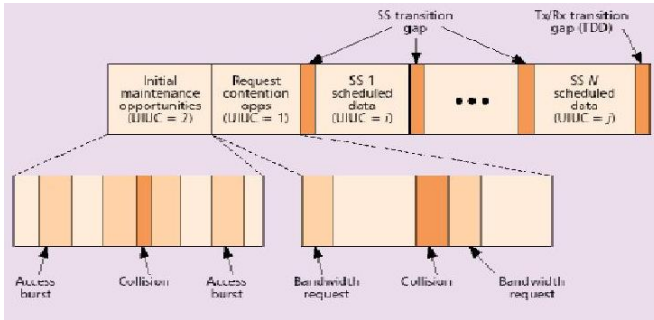 SS transition
gap
Tx/Rx transition
gap (TDD)
Initial
maintenance
opportunities
(UIUC = 2)
Request
contention
opps
(UIUC = 1)
SS 1
scheduled
data
(UIUC = i)
•••
SS N
scheduled
data
(UIUC = j)
Access
burst
Collision
Access
burst
Bandwidth
request
Collision
Bandwidth
request